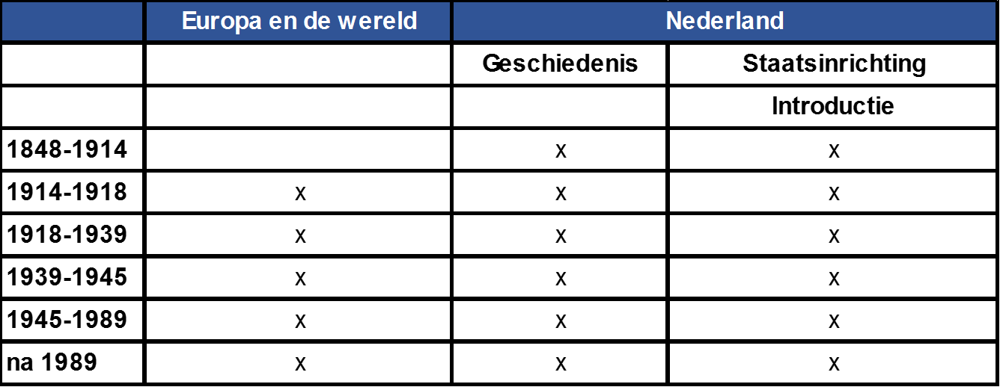 Europa en de wereld Nederland
Geschiedenis Staatsinrichting
Introductie
1848-1914 x x
1914-1918 x x x
1918-1939 x x x
1939-1945 x x x
1945-1989 x x x
na 1989 x x x